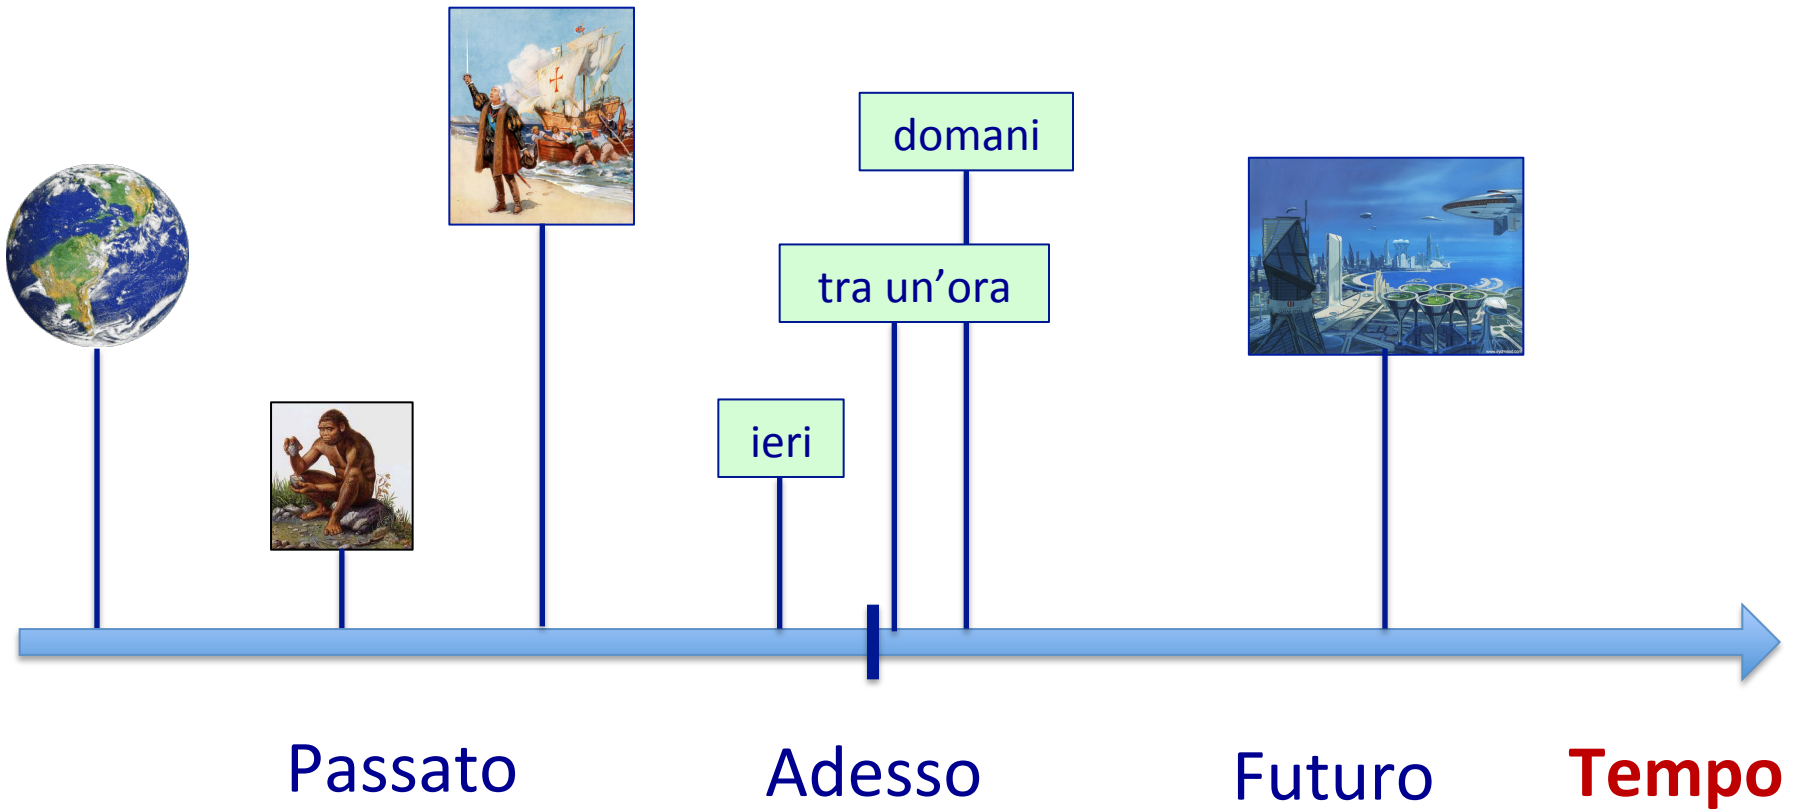 domani
tra un’ora
ieri
Passato
Adesso
Futuro
Tempo